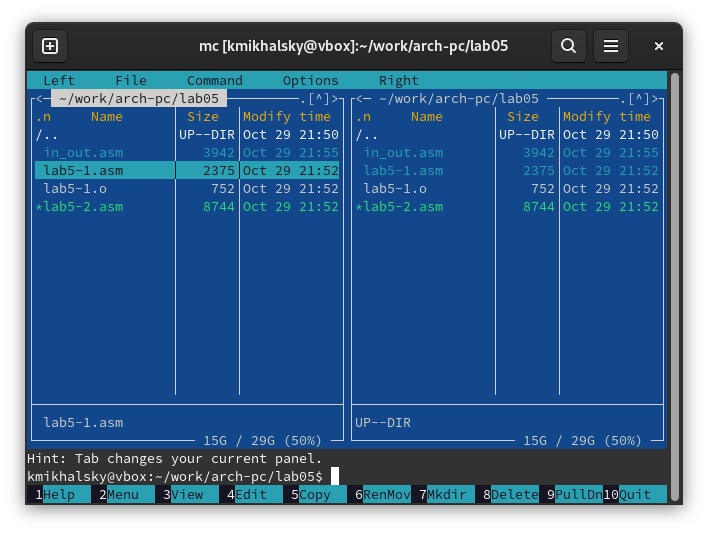 mc [kmikhalsky@vbox]:~/work/arch-pc/lab05
Left File Command Options Right
<─ ~/work/arch-pc/lab05 ─.[^]>
.n Name Size Modify time
/.. UP--DIR Oct 29 21:50
in_out.asm 3942 Oct 29 21:55
lab5-1.asm 2375 Oct 29 21:52
lab5-1.o 752 Oct 29 21:52
*lab5-2.asm 8744 Oct 29 21:52
lab5-1.asm
15G / 29G (50%)
<─ ~/work/arch-pc/lab05 ─.[^]>
.n Name Size Modify time
/.. UP--DIR Oct 29 21:50
in_out.asm 3942 Oct 29 21:55
lab5-1.asm 2375 Oct 29 21:52
lab5-1.o 752 Oct 29 21:52
*lab5-2.asm 8744 Oct 29 21:52
UP--DIR
15G / 29G (50%)
Hint: Tab changes your current panel.
kmikhalsky@vbox:~/work/arch-pc/lab05$
1Help 2Menu 3View 4Edit 5Copy 6RenMov 7Mkdir 8Delete 9PullDn 10Quit